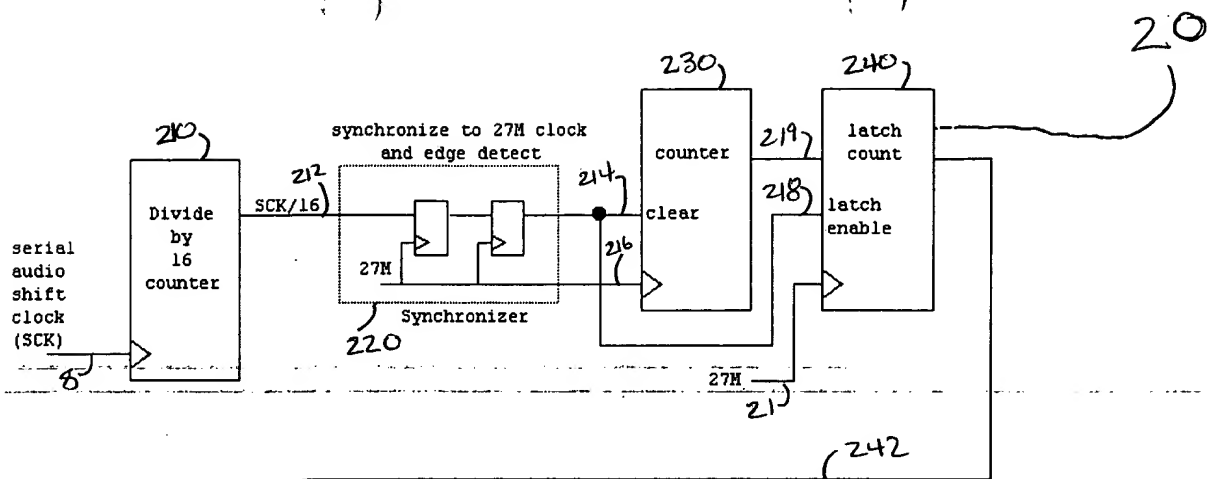 20
230
240
210
synchronize to 27M clock
and edge detect
counter
219
latch
count
212
214
SCK/16
218
clear
latch
enable
Divide
by
16
counter
serial
audio
shift
clock
(SCK)
27M
216
Synchronizer
220
8
27M
21
242